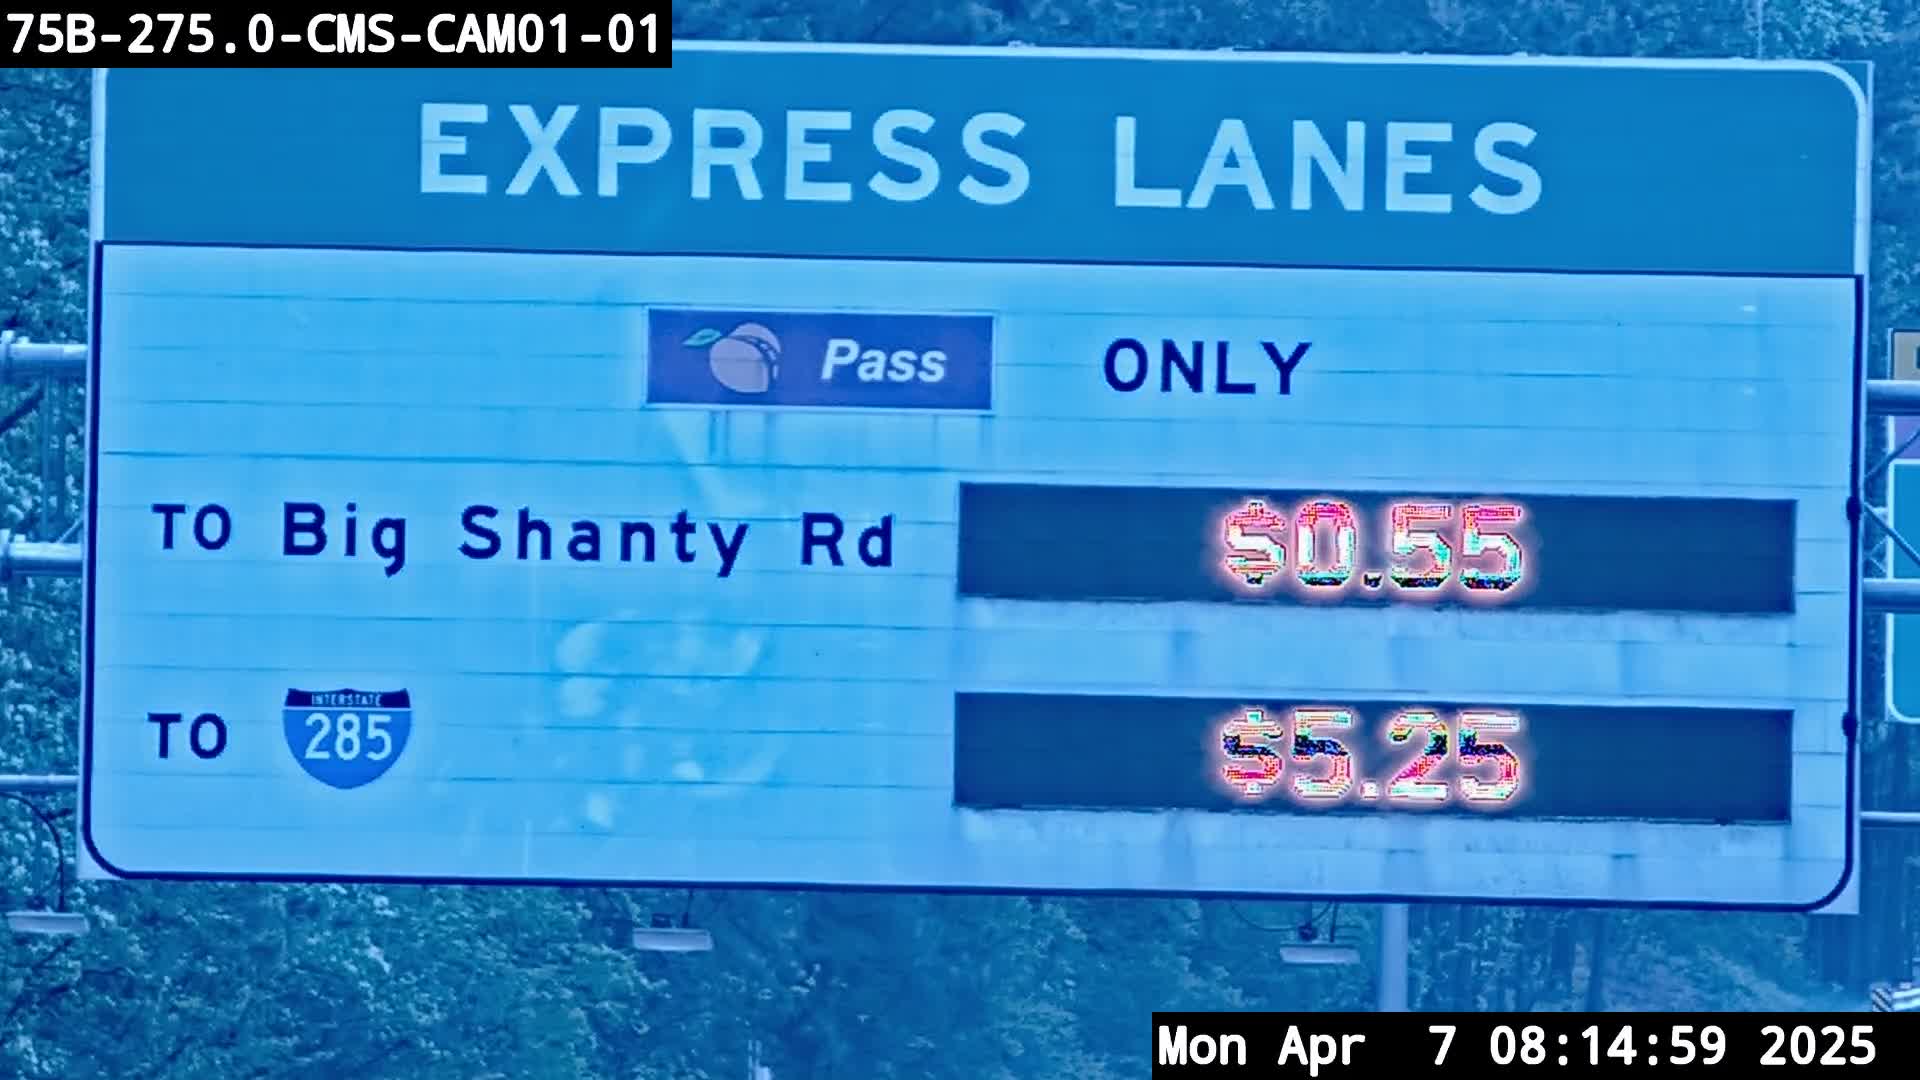 75B-275.0-CMS-CAM01-01
EXPRESS LANES
Pass ONLY
TO Big Shanty Rd $0.55
TO INTERSTATE 285 $5.25
Mon Apr 7 08:14:59 2025